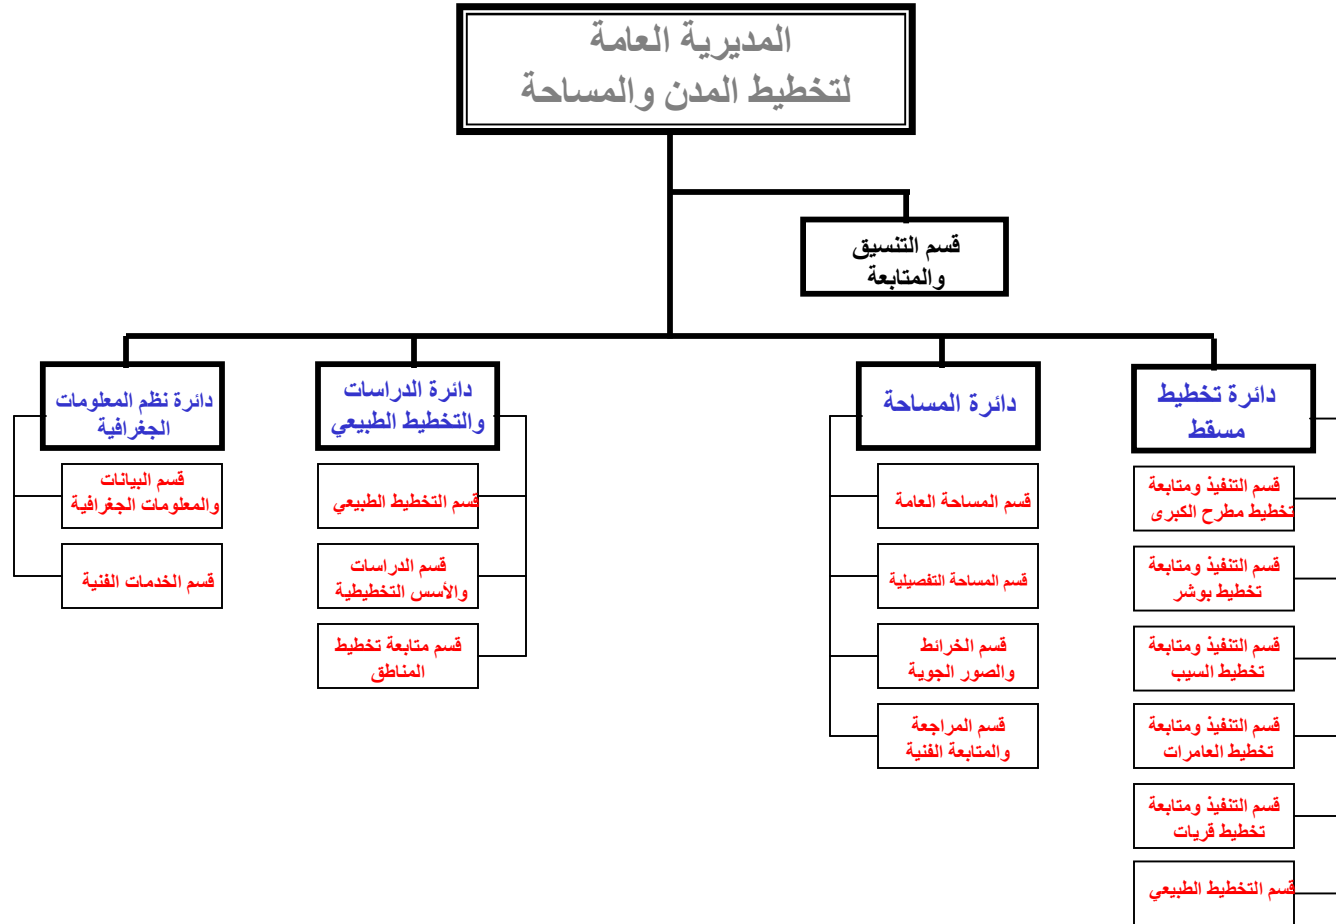 المديرية العامة
لتخطيط المدن والمساحة
قسم التنسيق
والمتابعة
دائرة تخطيط
مسقط
قسم التنفيذ ومتابعة
تخطيط مطرح الكبرى
قسم التنفيذ ومتابعة
تخطيط بوشر
قسم التنفيذ ومتابعة
تخطيط السيب
قسم التنفيذ ومتابعة
تخطيط العامرات
قسم التنفيذ ومتابعة
تخطيط قريات
قسم التخطيط الطبيعي
دائرة المساحة
قسم المساحة العامة
قسم المساحة التفصيلية
قسم الخرائط
والصور الجوية
قسم المراجعة
والمتابعة الفنية
دائرة الدراسات
والتخطيط الطبيعي
قسم التخطيط الطبيعي
قسم الدراسات
والأسس التخطيطية
قسم متابعة تخطيط
المناطق
دائرة نظم المعلومات
الجغرافية
قسم البيانات
والمعلومات الجغرافية
قسم الخدمات الفنية